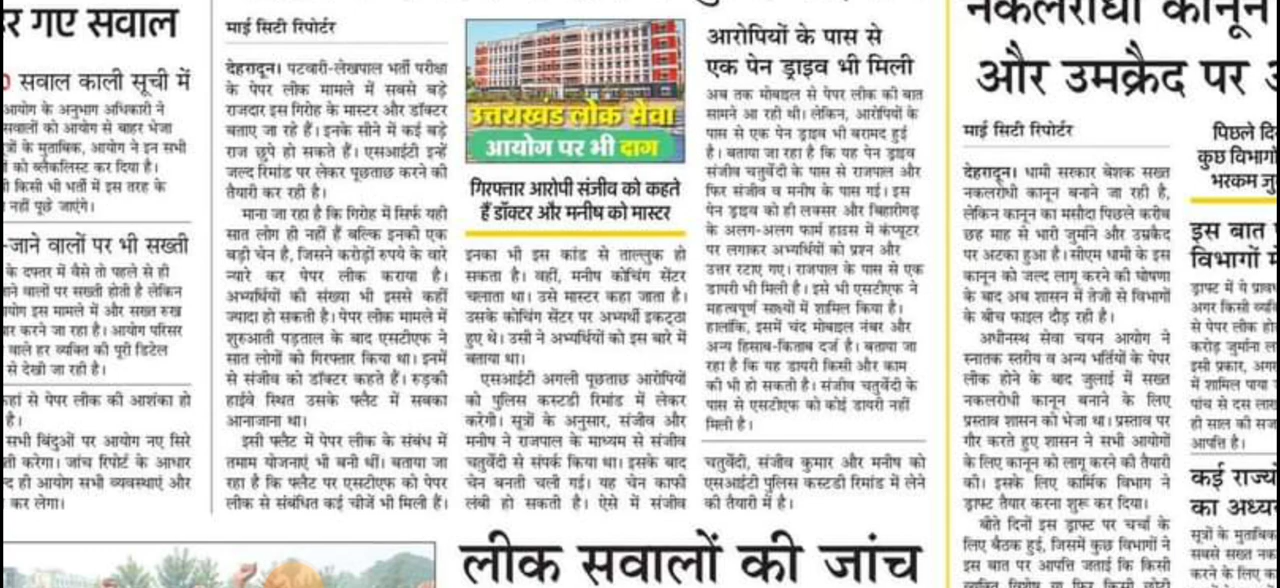 र गए सवाल
0 सवाल काली सूची में
आयोग के अनुभाग अधिकारी ने
सवालों को आयोग से बाहर भेजा
त्रों के मुताबिक, आयोग ने इन सभी
को ब्लैकलिस्ट कर दिया है।
किसी भी भर्ती में इस तरह के
नहीं पूछे जाएंगे।
-जाने वालों पर भी सख्ती
के दफ्तर में वैसे तो पहले से ही
ाने वालों पर सख्ती होती है लेकिन
योग इस मामले में और सख्त रुख
करने जा रहा है। आयोग परिसर
वाले हर व्यक्ति की पूरी डिटेल
से देखी जा रही है।
कहां से पेपर लीक की आशंका हो
है।
सभी बिंदुओं पर आयोग नए सिरे
ती करेगा। जांच रिपोर्ट के आधार
द ही आयोग सभी व्यवस्थाएं और
कर लेगा।
माई सिटी रिपोर्टर
देहरादून। पटवारी-लेखपाल भर्ती परीक्षा
के पेपर लीक मामले में सबसे बड़े
राजदार इस गिरोह के मास्टर और डॉक्टर
बताए जा रहे हैं। इनके सीने में कई बड़े
राज छुपे हो सकते हैं। एसआईटी इन्हें
जल्द रिमांड पर लेकर पूछताछ करने की
तैयारी कर रही है।
माना जा रहा है कि गिरोह में सिर्फ यही
सात लोग ही नहीं हैं बल्कि इनकी एक
बड़ी चेन है, जिसने करोड़ों रुपये के वारे
न्यारे कर पेपर लीक कराया है।
अभ्यर्थियों की संख्या भी इससे कहीं
ज्यादा हो सकती है। पेपर लीक मामले में
शुरुआती पड़ताल के बाद एसटीएफ ने
सात लोगों को गिरफ्तार किया था। इनमें
से संजीव को डॉक्टर कहते हैं। रुड़की
हाईवे स्थित उसके फ्लैट में सबका
आनाजाना था।
इसी फ्लैट में पेपर लीक के संबंध में
तमाम योजनाएं भी बनी थीं। बताया जा
रहा है कि फ्लैट पर एसटीएफ को पेपर
लीक से संबंधित कई चीजें भी मिली हैं।
उत्तराखंड लोक सेवा
आयोग पर भी दाग
गिरफ्तार आरोपी संजीव को कहते
हैं डॉक्टर और मनीष को मास्टर
इनका भी इस कांड से ताल्लुक हो
सकता है। वहीं, मनीष कोचिंग सेंटर
चलाता था। उसे मास्टर कहा जाता है।
उसके कोचिंग सेंटर पर अभ्यर्थी इकट्ठा
हुए थे। उसी ने अभ्यर्थियों को इस बारे में
बताया था।
एसआईटी अगली पूछताछ आरोपियों
को पुलिस कस्टडी रिमांड में लेकर
करेगी। सूत्रों के अनुसार, संजीव और
मनीष ने राजपाल के माध्यम से संजीव
चतुर्वेदी से संपर्क किया था। इसके बाद
चेन बनती चली गई। यह चेन काफी
लंबी हो सकती है। ऐसे में संजीव
आरोपियों के पास से
एक पेन ड्राइव भी मिली
अब तक मोबाइल से पेपर लीक की बात
सामने आ रही थी। लेकिन, आरोपियों के
पास से एक पेन ड्राइव भी बरामद हुई
है। बताया जा रहा है कि यह पेन ड्राइव
संजीव चतुर्वेदी के पास से राजपाल और
फिर संजीव व मनीष के पास गई। इस
पेन ड्राइव को ही लक्सर और बिहारीगढ़
के अलग-अलग फार्म हाउस में कंप्यूटर
पर लगाकर अभ्यर्थियों को प्रश्न और
उत्तर रटाए गए। राजपाल के पास से एक
डायरी भी मिली है। इसे भी एसटीएफ ने
महत्वपूर्ण साक्ष्यों में शामिल किया है।
हालांकि, इसमें चंद मोबाइल नंबर और
अन्य हिसाब-किताब दर्ज है। बताया जा
रहा है कि यह डायरी किसी और काम
की भी हो सकती है। संजीव चतुर्वेदी के
पास से एसटीएफ को कोई डायरी नहीं
मिली है।
चतुर्वेदी, संजीव कुमार और मनीष को
एसआईटी पुलिस कस्टडी रिमांड में लेने
की तैयारी में है।
लीक सवालों की जांच
नकलरोधी कानून
और उमक्रैद पर
माई सिटी रिपोर्टर
देहरादून। धामी सरकार बेशक सख्त
नकलरोधी कानून बनाने जा रही है,
लेकिन कानून का मसौदा पिछले करीब
छह माह से भारी जुर्माने और उम्रकैद
पर अटका हुआ है। सीएम धामी के इस
कानून को जल्द लागू करने की घोषणा
के बाद अब शासन में तेजी से विभागों
के बीच फाइल दौड़ रही है।
अधीनस्थ सेवा चयन आयोग ने
स्नातक स्तरीय व अन्य भर्तियों के पेपर
लीक होने के बाद जुलाई में सख्त
नकलरोधी कानून बनाने के लिए
प्रस्ताव शासन को भेजा था। प्रस्ताव पर
गौर करते हुए शासन ने सभी आयोगों
के लिए कानून को लागू करने की तैयारी
की। इसके लिए कार्मिक विभाग ने
ड्राफ्ट तैयार करना शुरू कर दिया।
बीते दिनों इस ड्राफ्ट पर चर्चा के
लिए बैठक हुई, जिसमें कुछ विभागों ने
इस बात पर आपत्ति जताई कि किसी
पिछले दि
कुछ विभागों
भरकम जु
इस बात
विभागों में
ड्राफ्ट में ये प्राव
अगर किसी व्यक्
से पेपर लीक हो
करोड़ जुर्माना ल
इसी प्रकार, अग
में शामिल पाया
पांच से दस लाख
ही साल की सज
आपत्ति है।
कई राज्य
का अध्य
सूत्रों के मुताबिक
सबसे सख्त नक
करने के लिए क